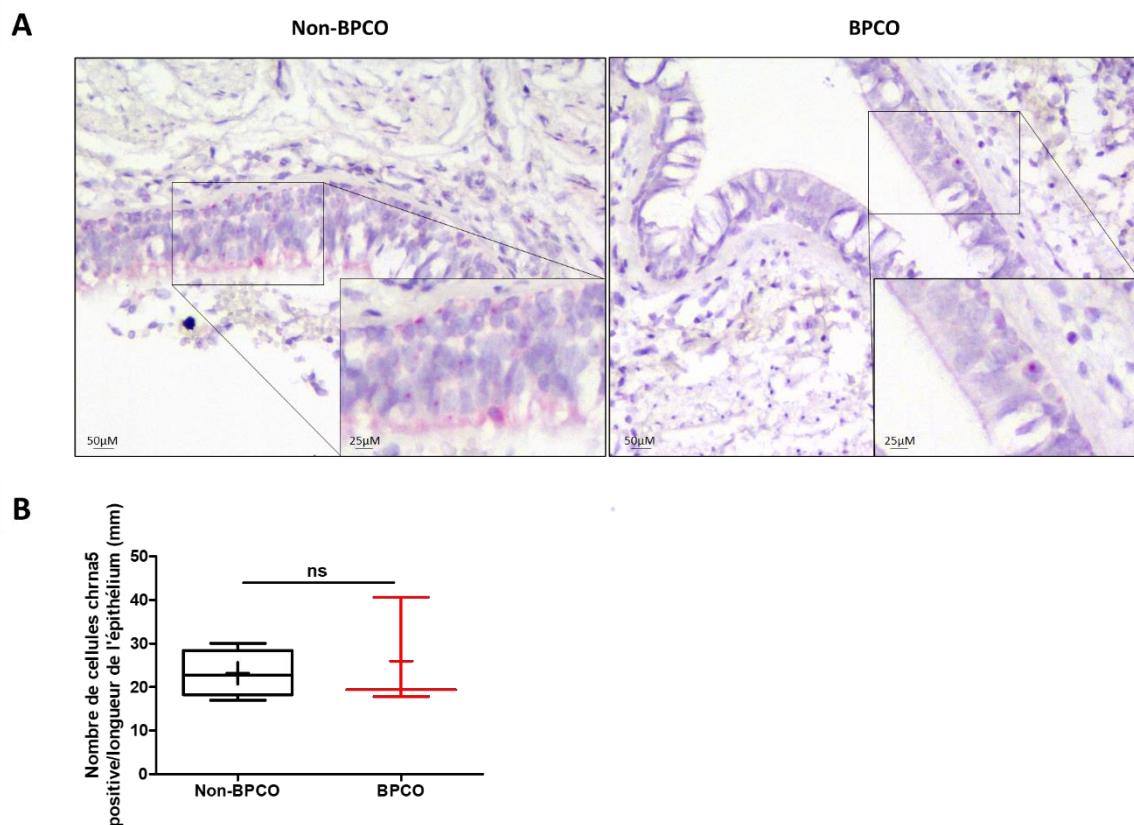 A
Non-BPCO
BPCO
50µM
25µM
50µM
25µM
B
Nombre de cellules chrna5
positive/longueur de l'épithélium (mm)
50
40
30
20
10
0
ns
Non-BPCO
BPCO